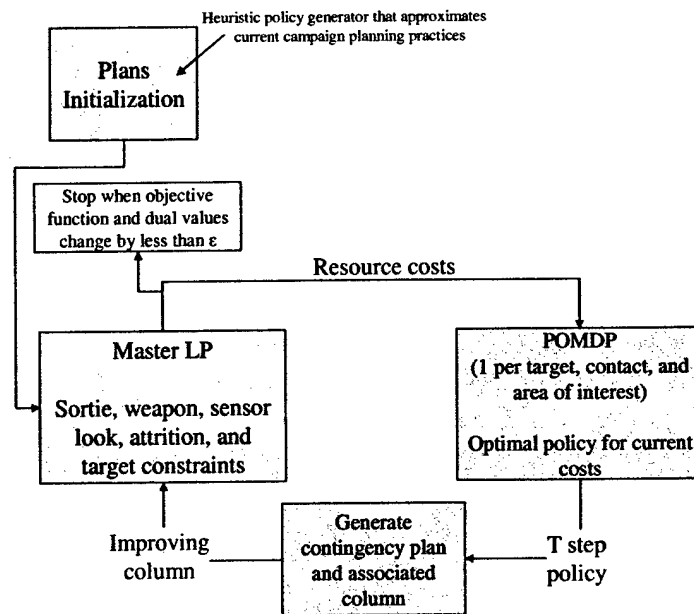 Heuristic policy generator that approximates
current campaign planning practices
Plans
Initialization
Stop when objective
function and dual values
change by less than ε
Resource costs
Master LP
Sortie, weapon, sensor
look, attrition, and
target constraints
POMDP
(1 per target, contact, and
area of interest)
Optimal policy for current
costs
Improving
column
Generate
contingency plan
and associated
column
T step
policy